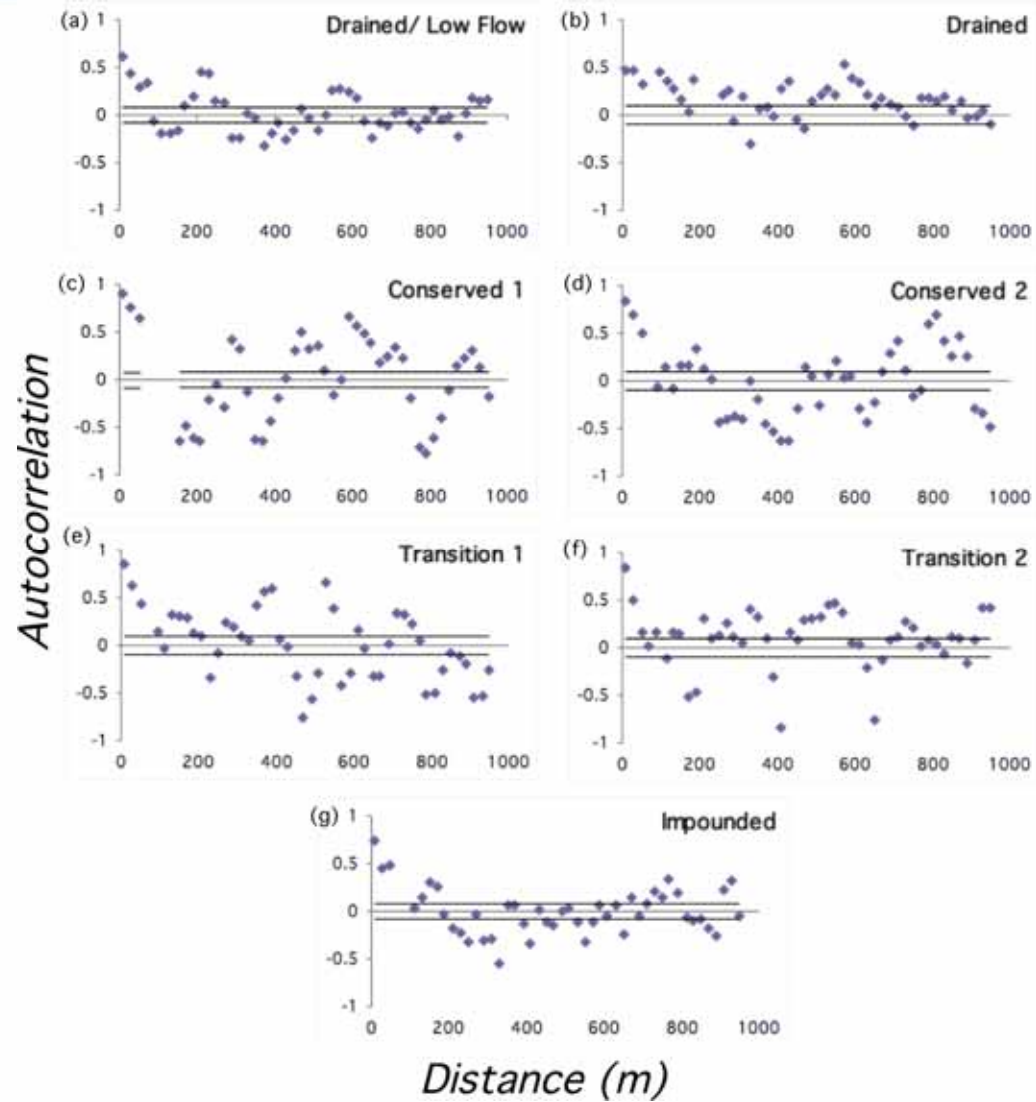 (a) Drained/ Low Flow
1
0.5
0
-0.5
-1
0 200 400 600 800 1000
(b) Drained
1
0.5
0
-0.5
-1
0 200 400 600 800 1000
(c) Conserved 1
1
0.5
0
-0.5
-1
0 200 400 600 800 1000
(d) Conserved 2
1
0.5
0
-0.5
-1
0 200 400 600 800 1000
Autocorrelation
(e) Transition 1
1
0.5
0
-0.5
-1
0 200 400 600 800 1000
(f) Transition 2
1
0.5
0
-0.5
-1
0 200 400 600 800 1000
(g) Impounded
1
0.5
0
-0.5
-1
0 200 400 600 800 1000
Distance (m)